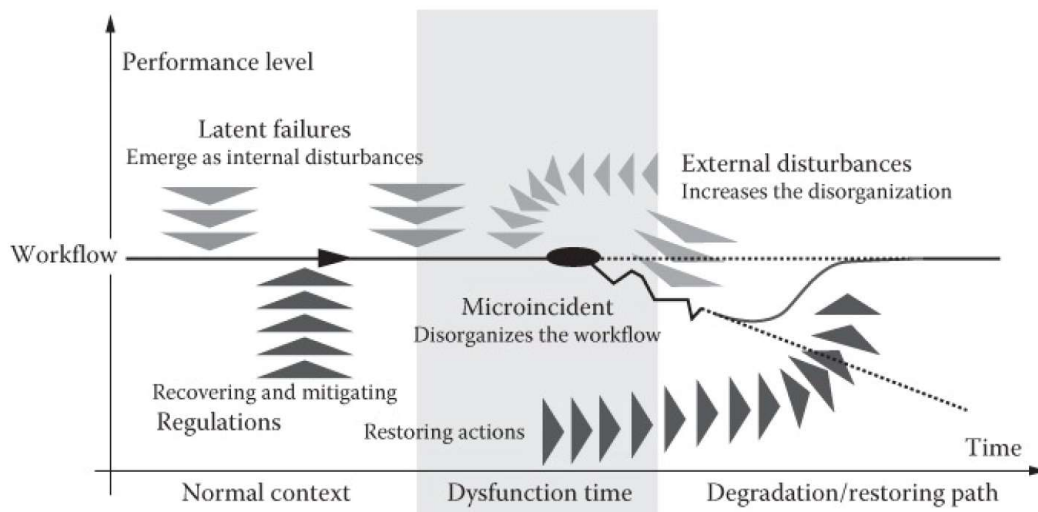 Performance level
Latent failures
Emerge as internal disturbances
External disturbances
Increases the disorganization
Workflow
Microincident
Disorganizes the workflow
Recovering and mitigating
Regulations
Restoring actions
Time
Normal context
Dysfunction time
Degradation/restoring path